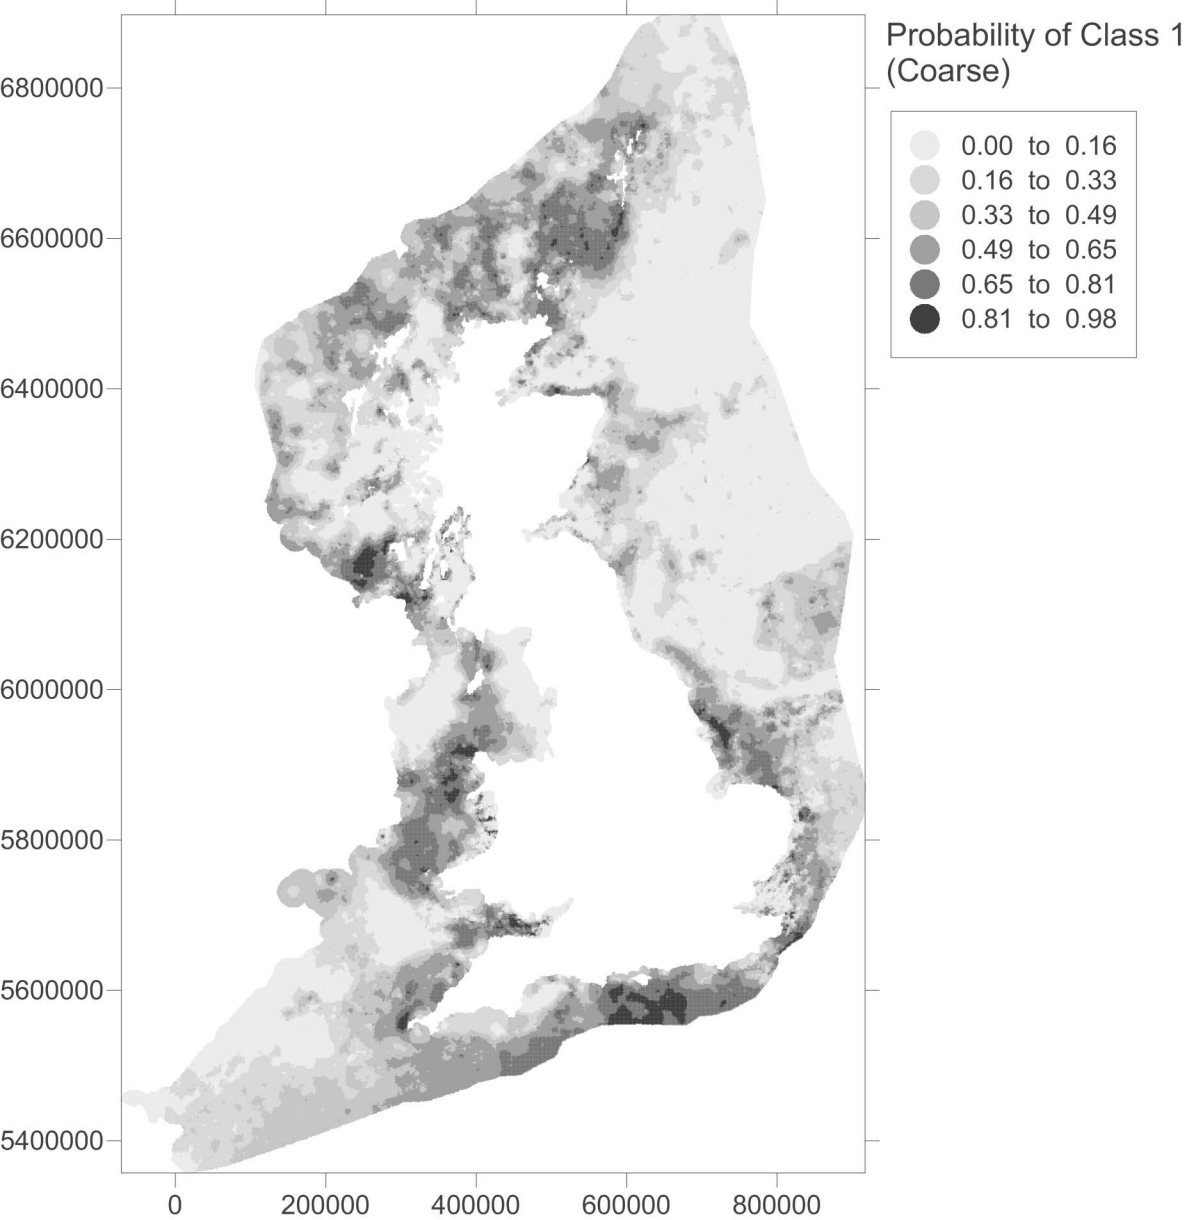 Probability of Class 1
(Coarse)
0.00 to 0.16
0.16 to 0.33
0.33 to 0.49
0.49 to 0.65
0.65 to 0.81
0.81 to 0.98
6800000
6600000
6400000
6200000
6000000
5800000
5600000
5400000
0 200000 400000 600000 800000